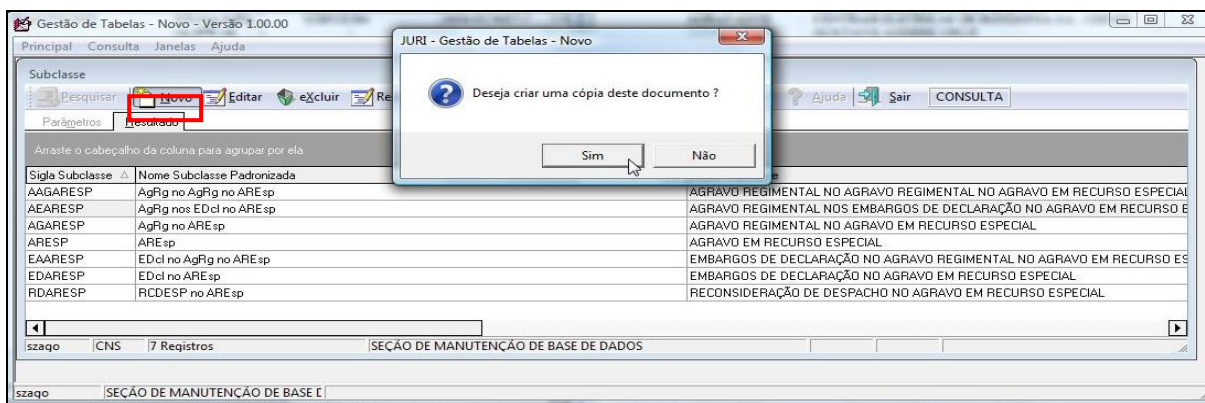 Gestão de Tabelas - Novo - Versão 1.00.00
Principal Consulta Janelas Ajuda
JURI - Gestão de Tabelas - Novo
Deseja criar uma cópia deste documento ?
Sim Não
Subclasse
Pesquisar Novo Editar eXcluir Re Ajuda Sair CONSULTA
Parâmetros Resultado
Arraste o cabeçalho da coluna para agrupar por ela
Sigla Subclasse Nome Subclasse Padronizada
AAGARESP AgRg no AgRg no AREsp AGRAVO REGIMENTAL NO AGRAVO REGIMENTAL NO AGRAVO EM RECURSO ESPECIAL
AEARESP AgRg nos EDcl no AREsp AGRAVO REGIMENTAL NOS EMBARGOS DE DECLARAÇÃO NO AGRAVO EM RECURSO E
AGARESP AgRg no AREsp AGRAVO REGIMENTAL NO AGRAVO EM RECURSO ESPECIAL
ARESP AREsp AGRAVO EM RECURSO ESPECIAL
EAARESP EDcl no AgRg no AREsp EMBARGOS DE DECLARAÇÃO NO AGRAVO REGIMENTAL NO AGRAVO EM RECURSO ES
EDARESP EDcl no AREsp EMBARGOS DE DECLARAÇÃO NO AGRAVO EM RECURSO ESPECIAL
RDARESP RCDESP no AREsp RECONSIDERAÇÃO DE DESPACHO NO AGRAVO EM RECURSO ESPECIAL
szago CNS 7 Registros SEÇÃO DE MANUTENÇÃO DE BASE DE DADOS
szago SEÇÃO DE MANUTENÇÃO DE BASE D